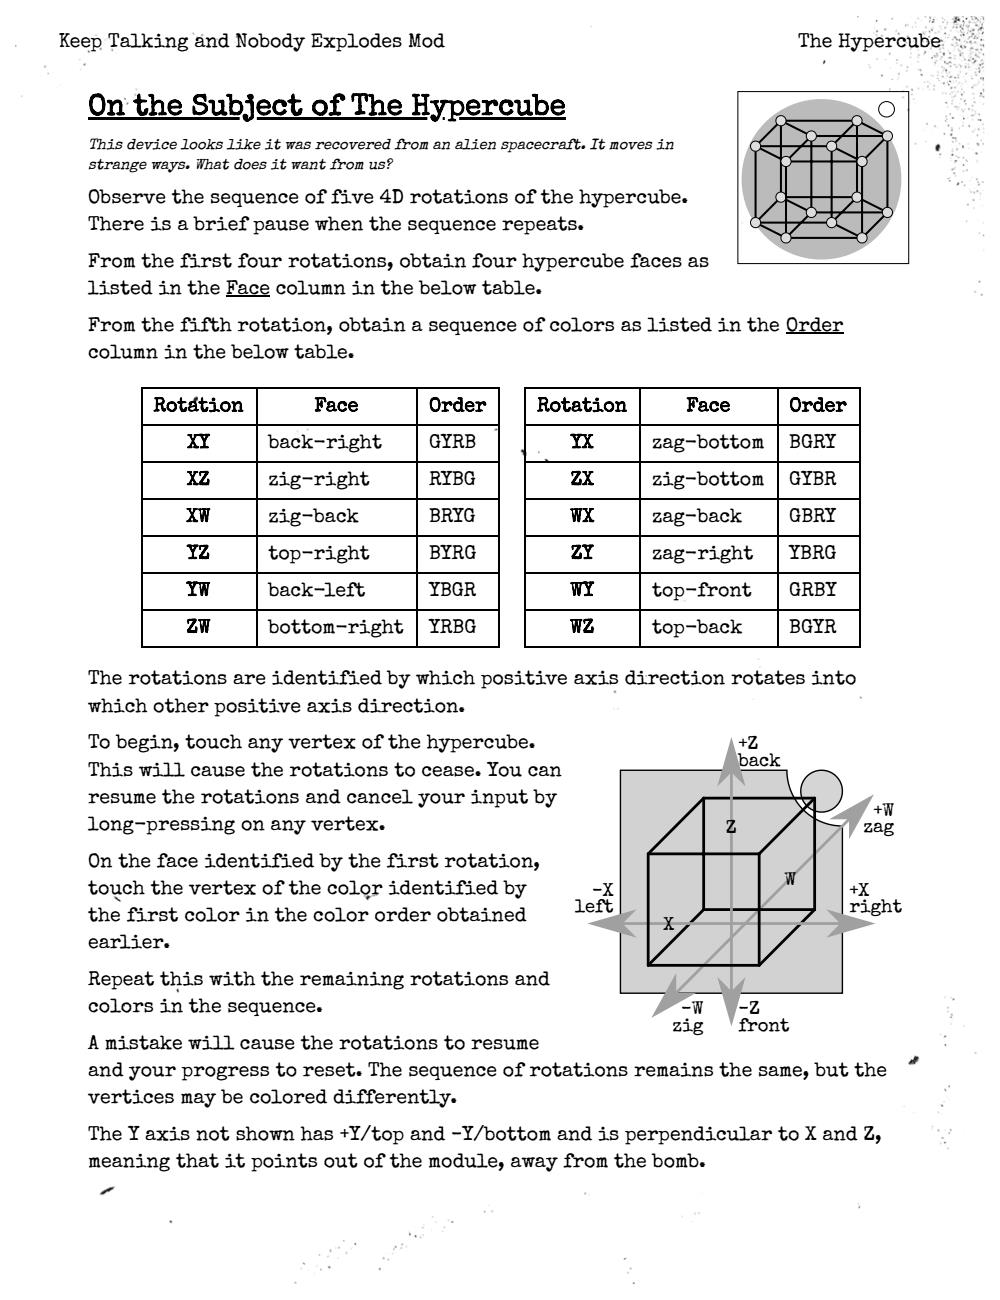 Keep Talking and Nobody Explodes Mod
The Hypercube
On the Subject of The Hypercube
This device looks like it was recovered from an alien spacecraft. It moves in
strange ways. What does it want from us?
Observe the sequence of five 4D rotations of the hypercube.
There is a brief pause when the sequence repeats.
From the first four rotations, obtain four hypercube faces as
listed in the Face column in the below table.
From the fifth rotation, obtain a sequence of colors as listed in the Order
column in the below table.
Rotation Face Order
XY back-right GYRB
XZ zig-right RYBG
XW zig-back BRYG
YZ top-right BYRG
YW back-left YBGR
ZW bottom-right YRBG
Rotation Face Order
YX zag-bottom BGRY
ZX zig-bottom GYBR
WX zag-back GBRY
ZY zag-right YBRG
WY top-front GRBY
WZ top-back BGYR
The rotations are identified by which positive axis direction rotates into
which other positive axis direction.
To begin, touch any vertex of the hypercube.
This will cause the rotations to cease. You can
resume the rotations and cancel your input by
long-pressing on any vertex.
On the face identified by the first rotation,
touch the vertex of the color identified by
the first color in the color order obtained
earlier.
Repeat this with the remaining rotations and
colors in the sequence.
+Z
back
+W
zag
Z
W
-X
left
+X
right
X
-W
zig
-Z
front
A mistake will cause the rotations to resume
and your progress to reset. The sequence of rotations remains the same, but the
vertices may be colored differently.
The Y axis not shown has +Y/top and -Y/bottom and is perpendicular to X and Z,
meaning that it points out of the module, away from the bomb.